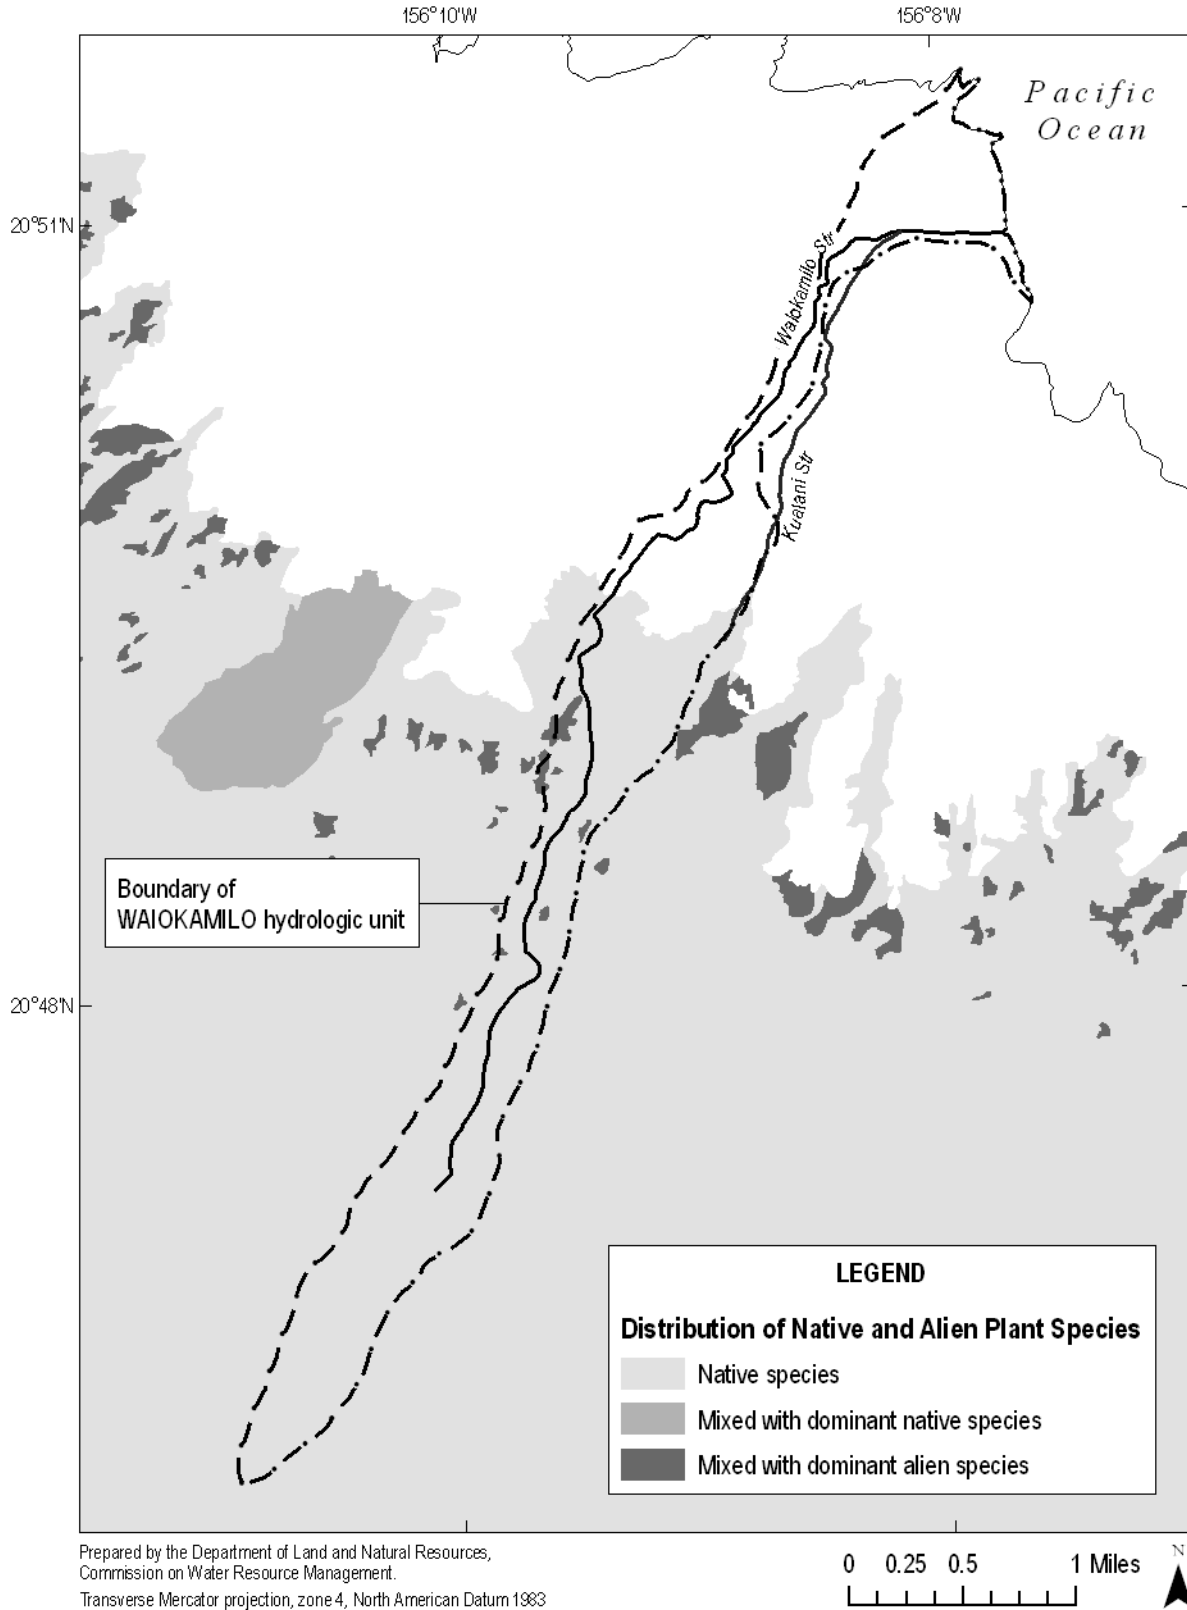 156°10'W
156°8'W
Pacific
Ocean
20°51'N
Waiokamilo Str
Kualani Str
Boundary of
WAIOKAMILO hydrologic unit
20°48'N
LEGEND
Distribution of Native and Alien Plant Species
Native species
Mixed with dominant native species
Mixed with dominant alien species
Prepared by the Department of Land and Natural Resources,
Commission on Water Resource Management.
Transverse Mercator projection, zone 4, North American Datum 1983
0 0.25 0.5 1 Miles
N